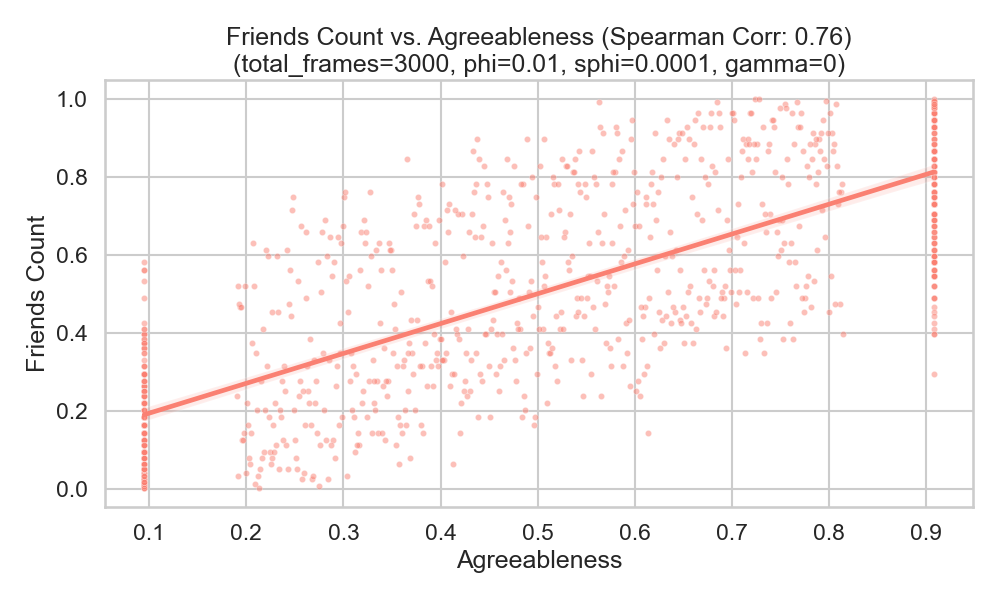 Friends Count vs. Agreeableness (Spearman Corr: 0.76)
(total_frames=3000, phi=0.01, sphi=0.0001, gamma=0)
1.0
0.8
0.6
0.4
0.2
0.0
Friends Count
0.1 0.2 0.3 0.4 0.5 0.6 0.7 0.8 0.9
Agreeableness